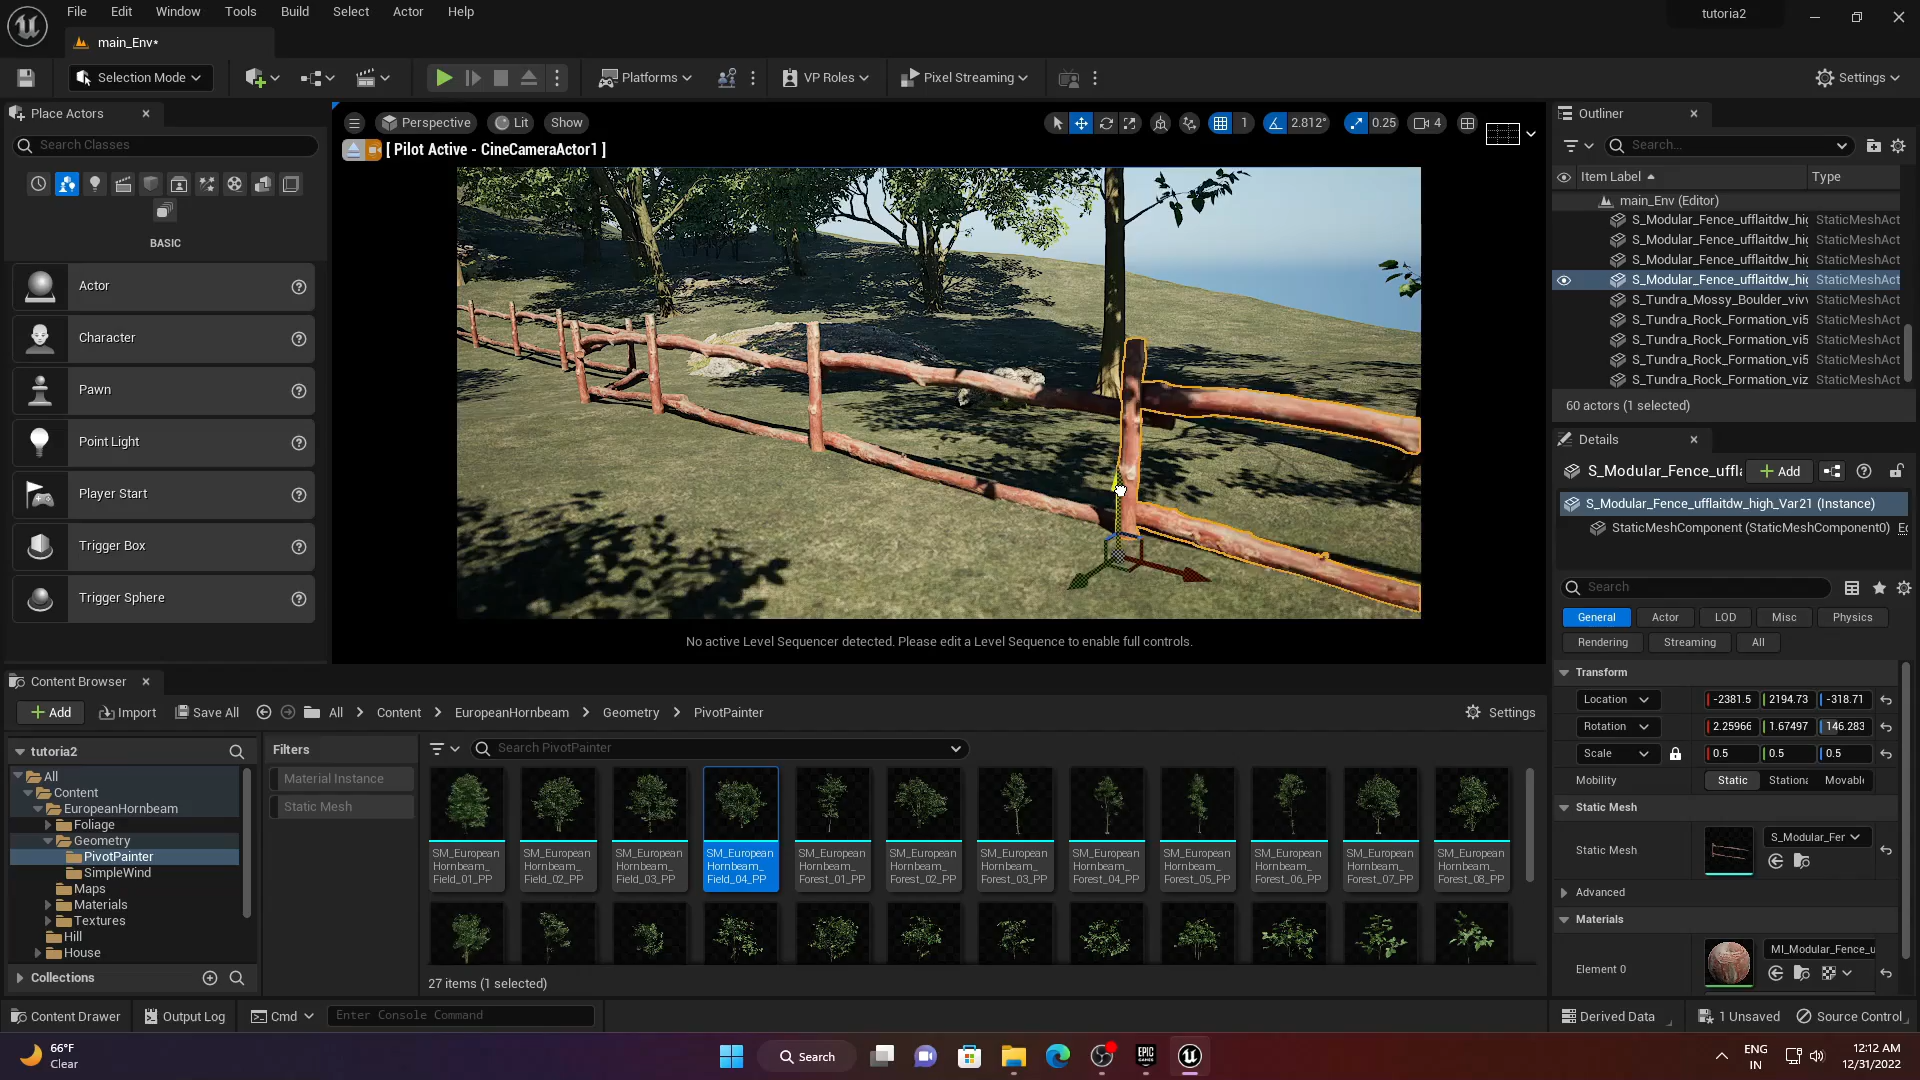 File Edit Window Tools Build Select Actor Help
tutoria2
main_Env*
Selection Mode
Platforms
VP Roles
Pixel Streaming
Settings
Place Actors
Search Classes
BASIC
Actor
Character
Pawn
Point Light
Player Start
Trigger Box
Trigger Sphere
Perspective
Lit
Show
1
2.812°
0.25
4
[ Pilot Active - CineCameraActor1 ]
No active Level Sequencer detected. Please edit a Level Sequence to enable full controls.
Outliner
Search...
Item Label
Type
main_Env (Editor)
S_Modular_Fence_ufflaitdw_hig StaticMeshAct
S_Modular_Fence_ufflaitdw_hig StaticMeshAct
S_Modular_Fence_ufflaitdw_hig StaticMeshAct
S_Modular_Fence_ufflaitdw_hig StaticMeshAct
S_Tundra_Mossy_Boulder_viv StaticMeshAct
S_Tundra_Rock_Formation_vi5 StaticMeshAct
S_Tundra_Rock_Formation_vi5 StaticMeshAct
S_Tundra_Rock_Formation_vi5 StaticMeshAct
S_Tundra_Rock_Formation_viz StaticMeshAct
60 actors (1 selected)
Details
S_Modular_Fence_uffla
Add
S_Modular_Fence_ufflaitdw_high_Var21 (Instance)
StaticMeshComponent (StaticMeshComponent0) Ec
Search
General
Actor
LOD
Misc
Physics
Rendering
Streaming
All
Transform
Location -2381.5 2194.73 -318.71
Rotation 2.25966 1.67497 146.283
Scale 0.5 0.5 0.5
Mobility Static Stationa Movabl
Static Mesh
Static Mesh S_Modular_Fer
Advanced
Materials
Element 0 MI_Modular_Fence_u
Content Browser
Add
Import
Save All
All
Content
EuropeanHornbeam
Geometry
PivotPainter
Settings
tutoria2
All
Content
EuropeanHornbeam
Foliage
Geometry
PivotPainter
SimpleWind
Maps
Materials
Textures
Hill
House
Collections
Filters
Material Instance
Static Mesh
Search PivotPainter
SM_European Hornbeam_ Field_01_PP
SM_European Hornbeam_ Field_02_PP
SM_European Hornbeam_ Field_03_PP
SM_European Hornbeam_ Field_04_PP
SM_European Hornbeam_ Forest_01_PP
SM_European Hornbeam_ Forest_02_PP
SM_European Hornbeam_ Forest_03_PP
SM_European Hornbeam_ Forest_04_PP
SM_European Hornbeam_ Forest_05_PP
SM_European Hornbeam_ Forest_06_PP
SM_European Hornbeam_ Forest_07_PP
SM_European Hornbeam_ Forest_08_PP
27 items (1 selected)
Content Drawer
Output Log
Cmd
Enter Console Command
Derived Data
1 Unsaved
Source Control
66°F
Clear
Search
EPIC
GAMES
ENG
IN
12:12 AM
12/31/2022